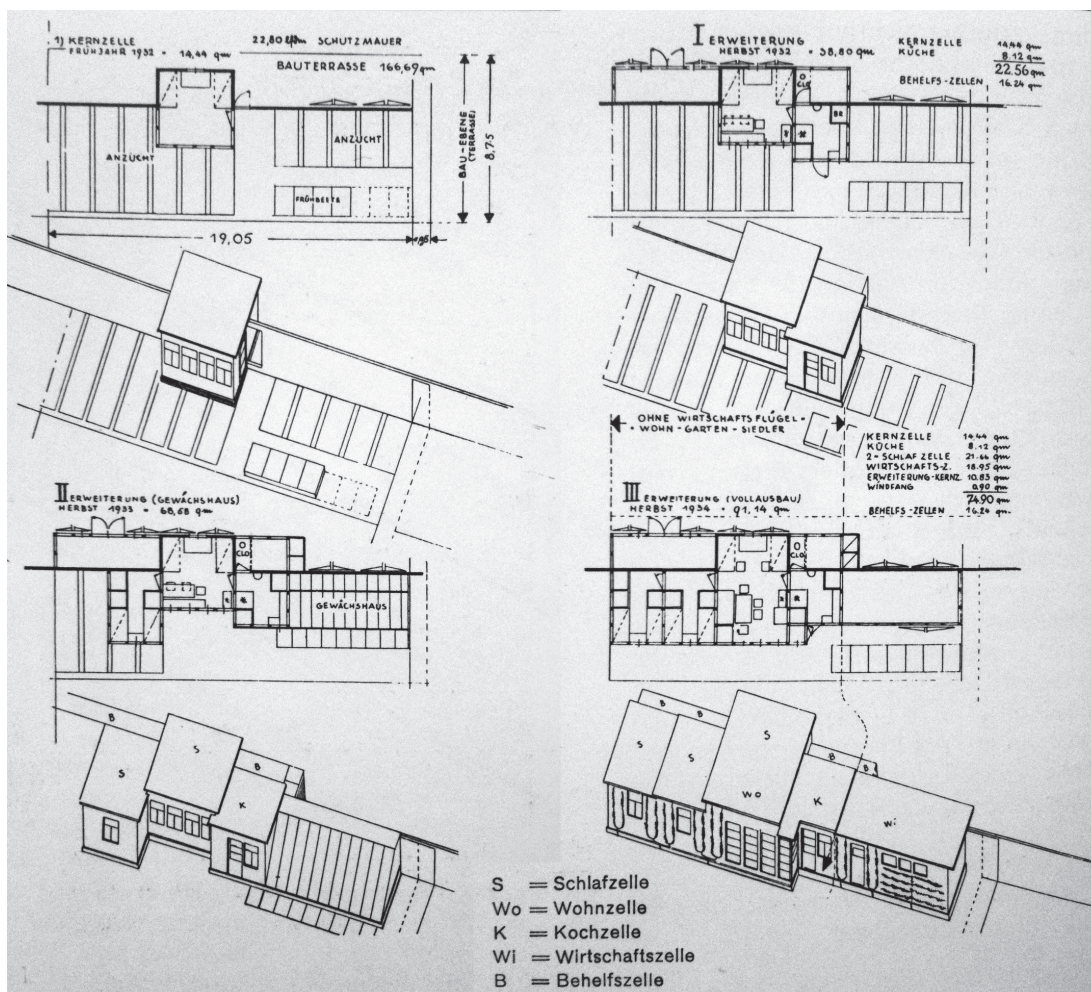 1) KERNZELLE
FRÜHJAHR 1932 = 14,44 qm
22,80 SCHUTZMAUER
BAUTERRASSE 166,69 qm
ANZUCHT
ANZUCHT
FRÜHBEETE
BAU-EBENE
(TERRASSE)
8,75
19,05
I ERWEITERUNG
HERBST 1932 = 38,80 qm
KERNZELLE 14,44 qm
KÜCHE 8.12 qm
22,56 qm
BEHELFS-ZELLEN 16.24 qm
O
CLO
BR
OHNE WIRTSCHAFTSFLÜGEL =
WOHN-GARTEN-SIEDLER
II ERWEITERUNG (GEWÄCHSHAUS)
HERBST 1933 = 68,68 qm
O
CLO
GEWÄCHSHAUS
III ERWEITERUNG (VOLLAUSBAU)
HERBST 1934 = 91,14 qm
KERNZELLE 14,44 qm
KÜCHE 8.12 qm
2-SCHLAFZELLE 21.66 qm
WIRTSCHAFTS-Z. 18.95 qm
ERWEITERUNG-KERNZ. 10.83 qm
WINDFANG 0,90 qm
74.90 qm
BEHELFS-ZELLEN 16.24 qm.
O
CLO
B
S
S
B
K
B
B
S
S
S
Wo
B
B
K
Wi
S = Schlafzelle
Wo = Wohnzelle
K = Kochzelle
Wi = Wirtschaftszelle
B = Behelfszelle